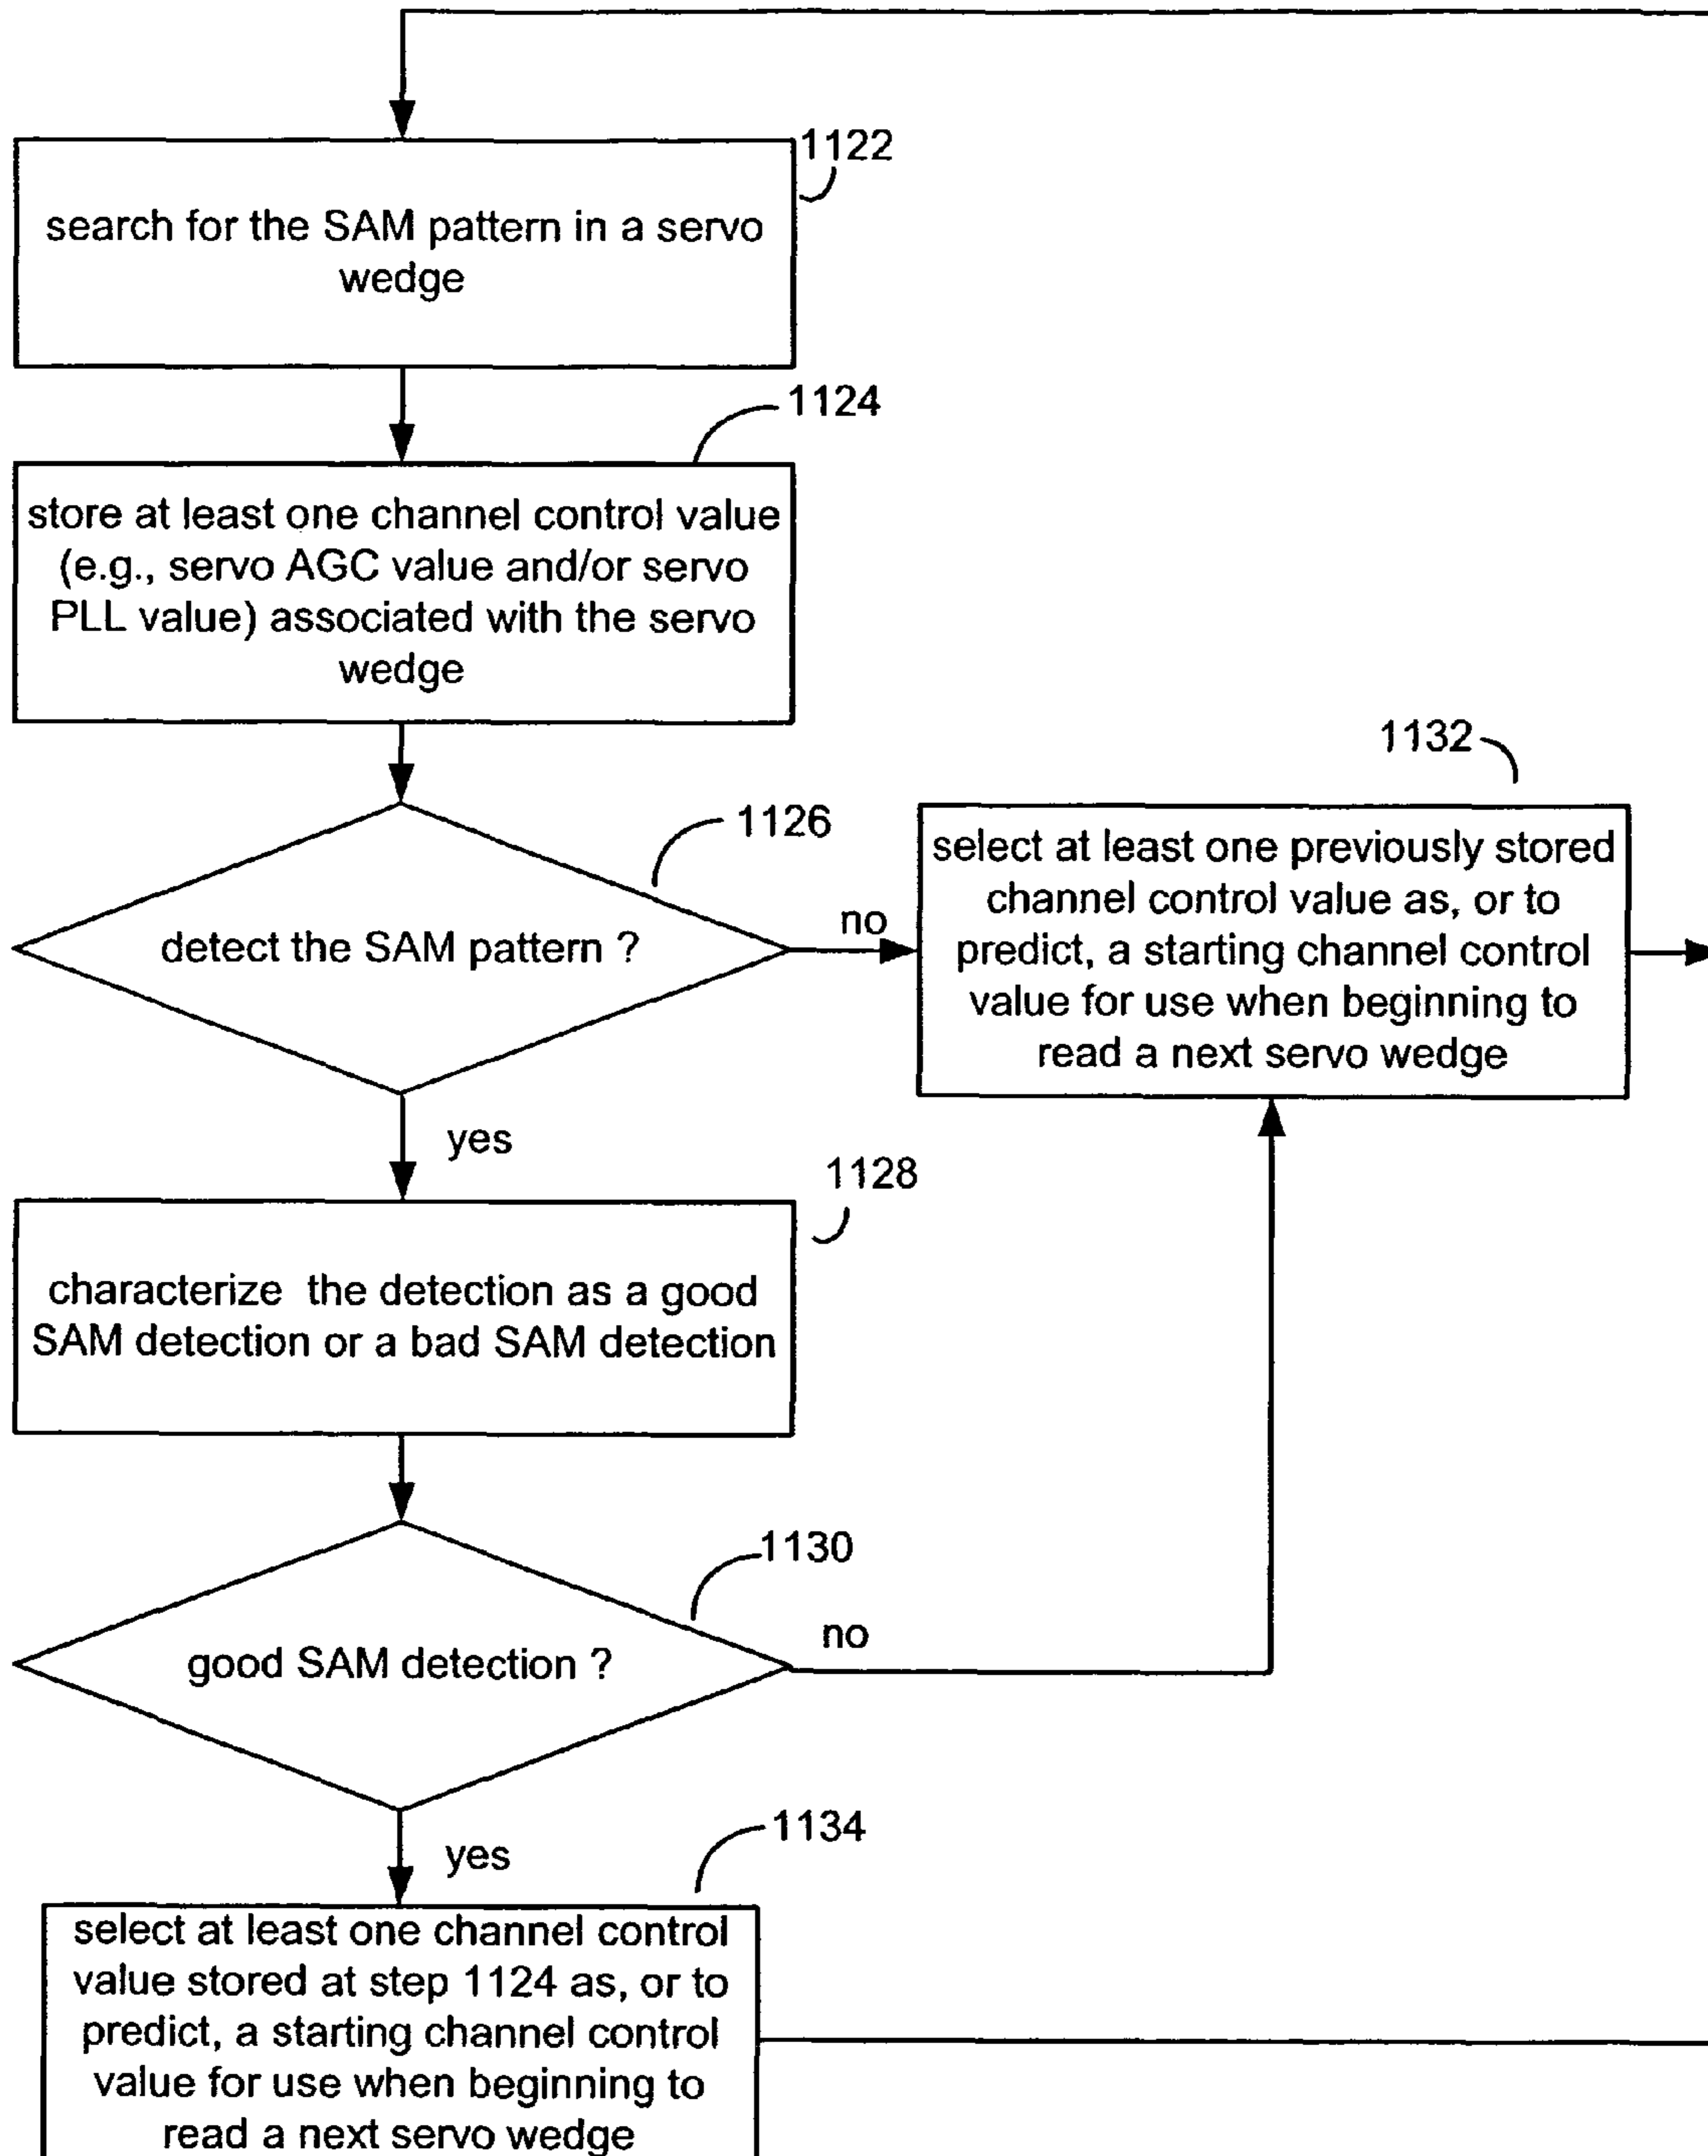 1122
search for the SAM pattern in a servo
wedge
1124
store at least one channel control value
(e.g., servo AGC value and/or servo
PLL value) associated with the servo
wedge
1126
detect the SAM pattern ?
no
1132
select at least one previously stored
channel control value as, or to
predict, a starting channel control
value for use when beginning to
read a next servo wedge
yes
1128
characterize the detection as a good
SAM detection or a bad SAM detection
1130
good SAM detection ?
no
yes
1134
select at least one channel control
value stored at step 1124 as, or to
predict, a starting channel control
value for use when beginning to
read a next servo wedge